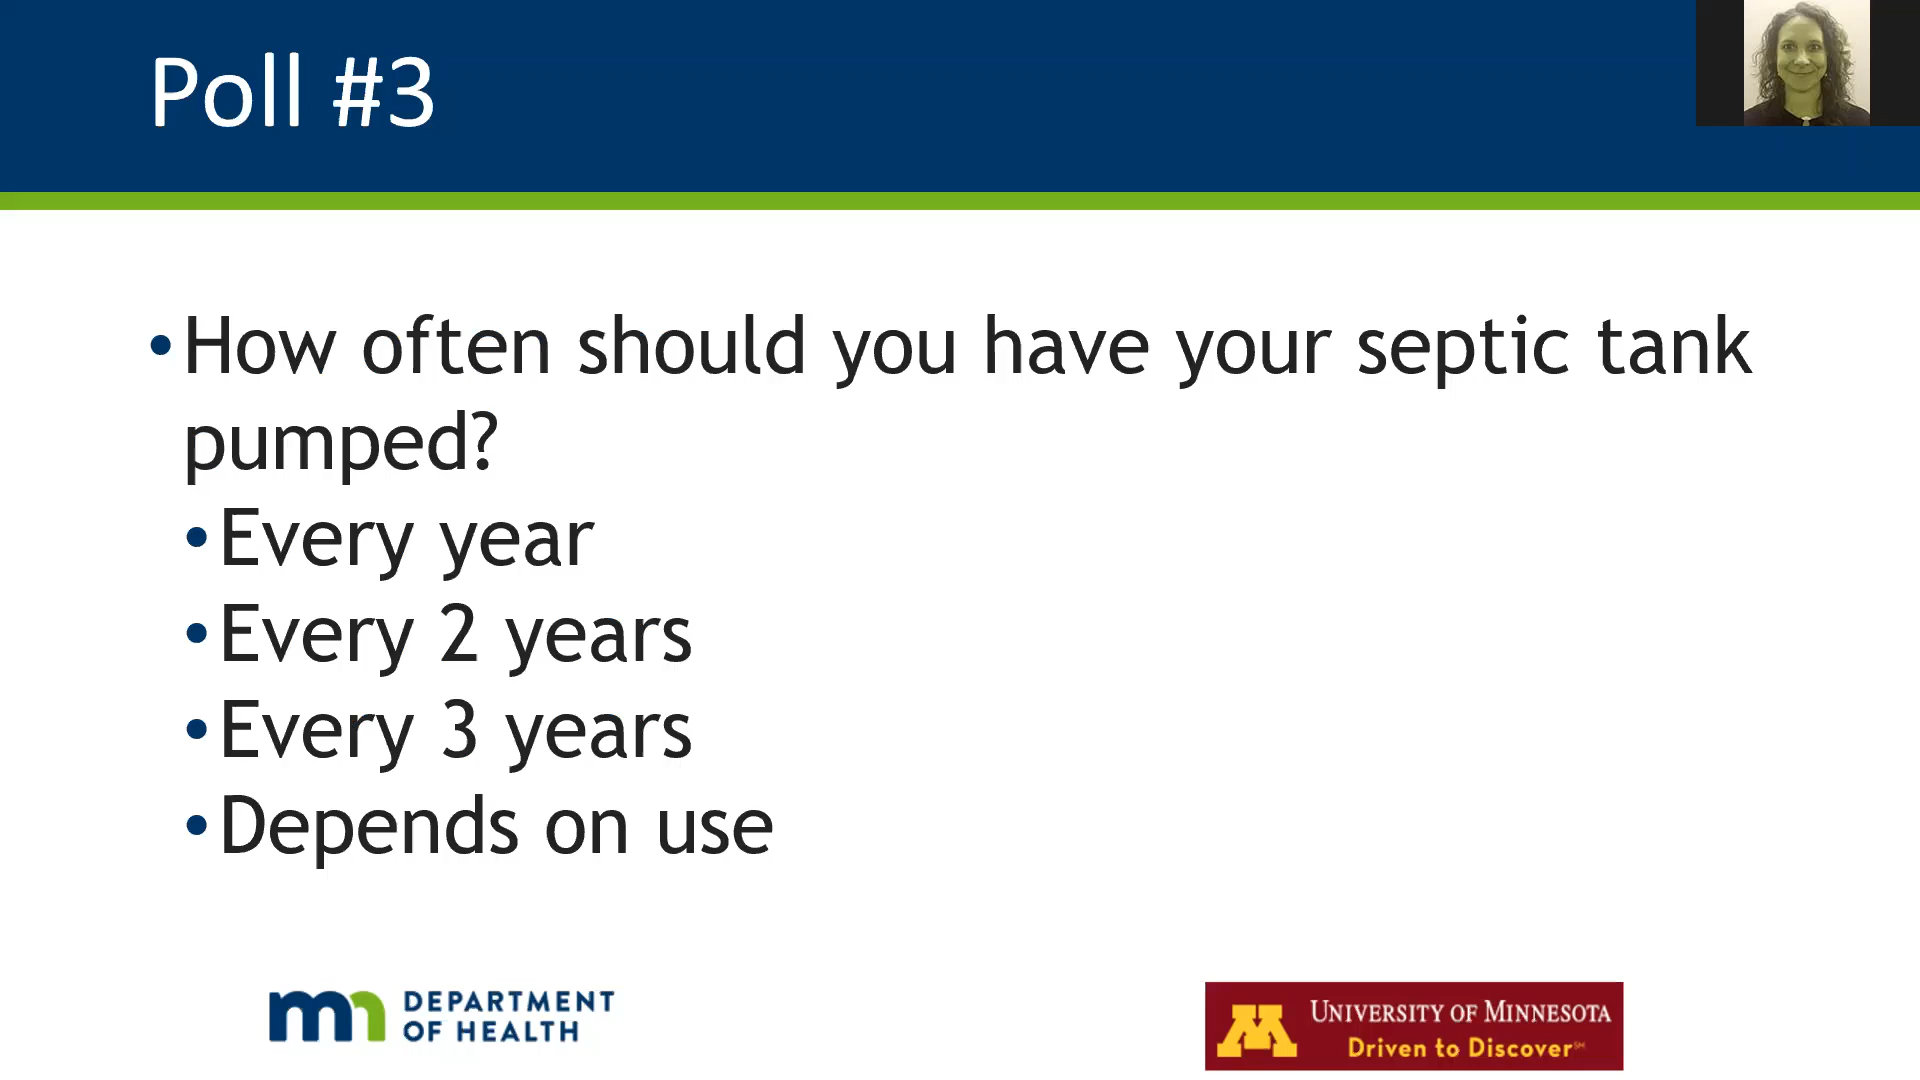 Poll #3
•How often should you have your septic tank
pumped?
•Every year
•Every 2 years
•Every 3 years
•Depends on use
mn DEPARTMENT
OF HEALTH
M UNIVERSITY OF MINNESOTA
Driven to Discover℠